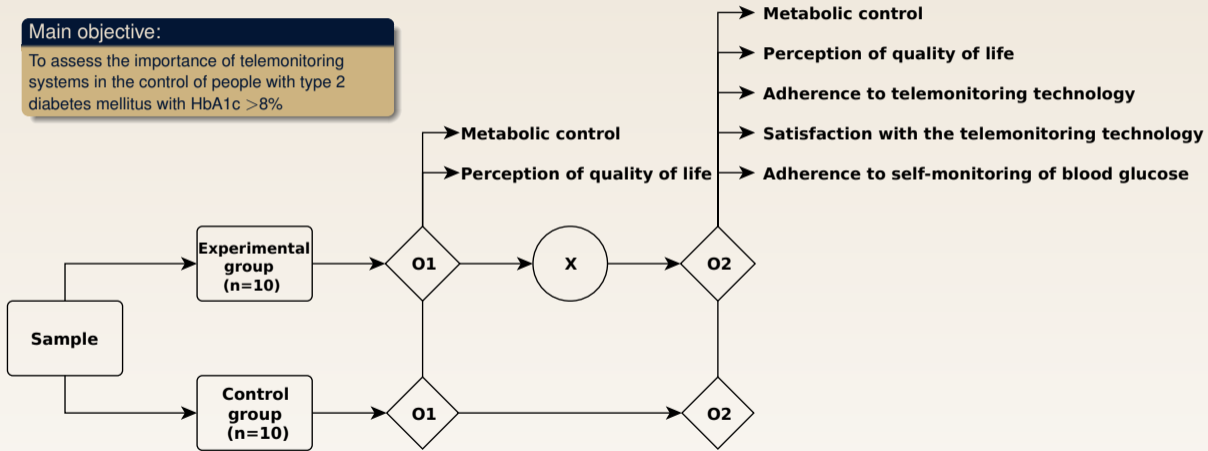 Main objective:
To assess the importance of telemonitoring
systems in the control of people with type 2
diabetes mellitus with HbA1c >8%
Metabolic control
Perception of quality of life
Adherence to telemonitoring technology
Satisfaction with the telemonitoring technology
Adherence to self-monitoring of blood glucose
Metabolic control
Perception of quality of life
Experimental
group
(n=10)
O1
X
O2
Sample
Control
group
(n=10)
O1
O2